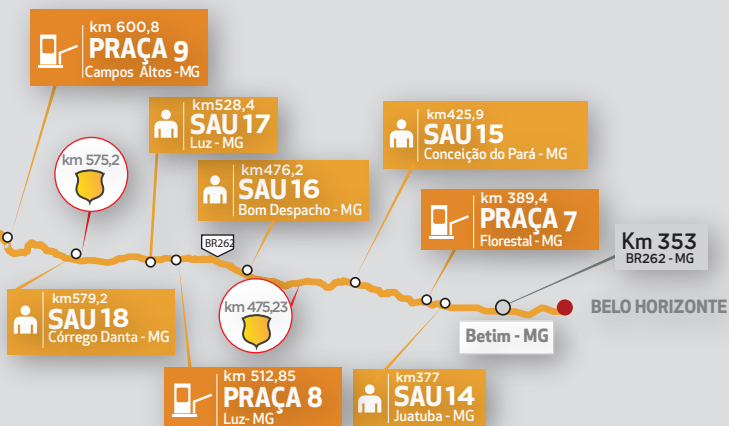 km 600,8
PRAÇA 9
Campos Altos -MG
km 575,2
km528,4
SAU 17
Luz - MG
km476,2
SAU 16
Bom Despacho - MG
km425,9
SAU 15
Conceição do Pará - MG
km 389,4
PRAÇA 7
Florestal - MG
BR262
Km 353
BR262 - MG
km579,2
SAU 18
Córrego Danta - MG
km 475,23
BELO HORIZONTE
Betim - MG
km 512,85
PRAÇA 8
Luz- MG
km377
SAU 14
Juatuba - MG